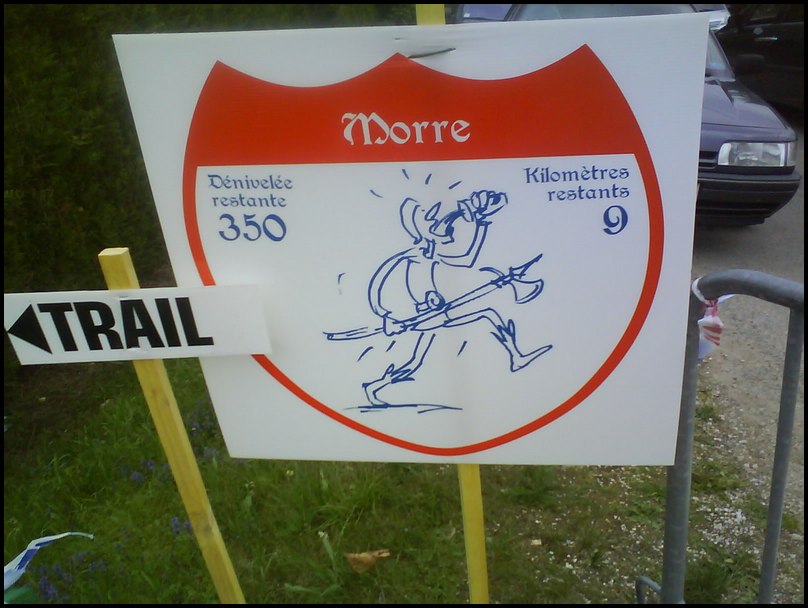 Morre
Dénivelée
restante
350
Kilomètres
restants
9
TRAIL